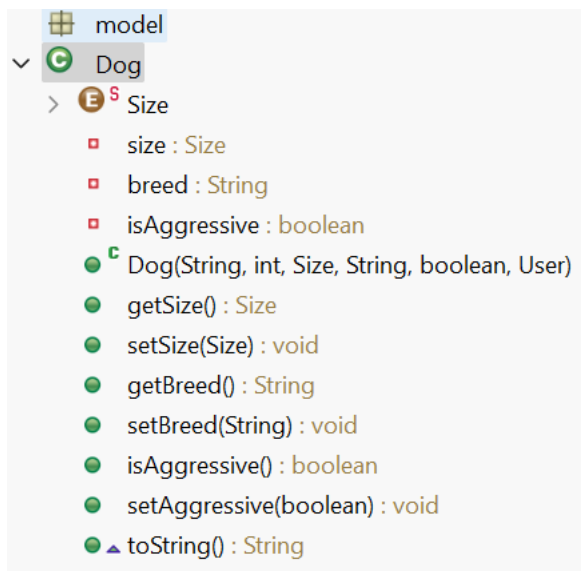 model
C Dog
E S Size
size : Size
breed : String
isAggressive : boolean
C Dog(String, int, Size, String, boolean, User)
getSize() : Size
setSize(Size) : void
getBreed() : String
setBreed(String) : void
isAggressive() : boolean
setAggressive(boolean) : void
toString() : String